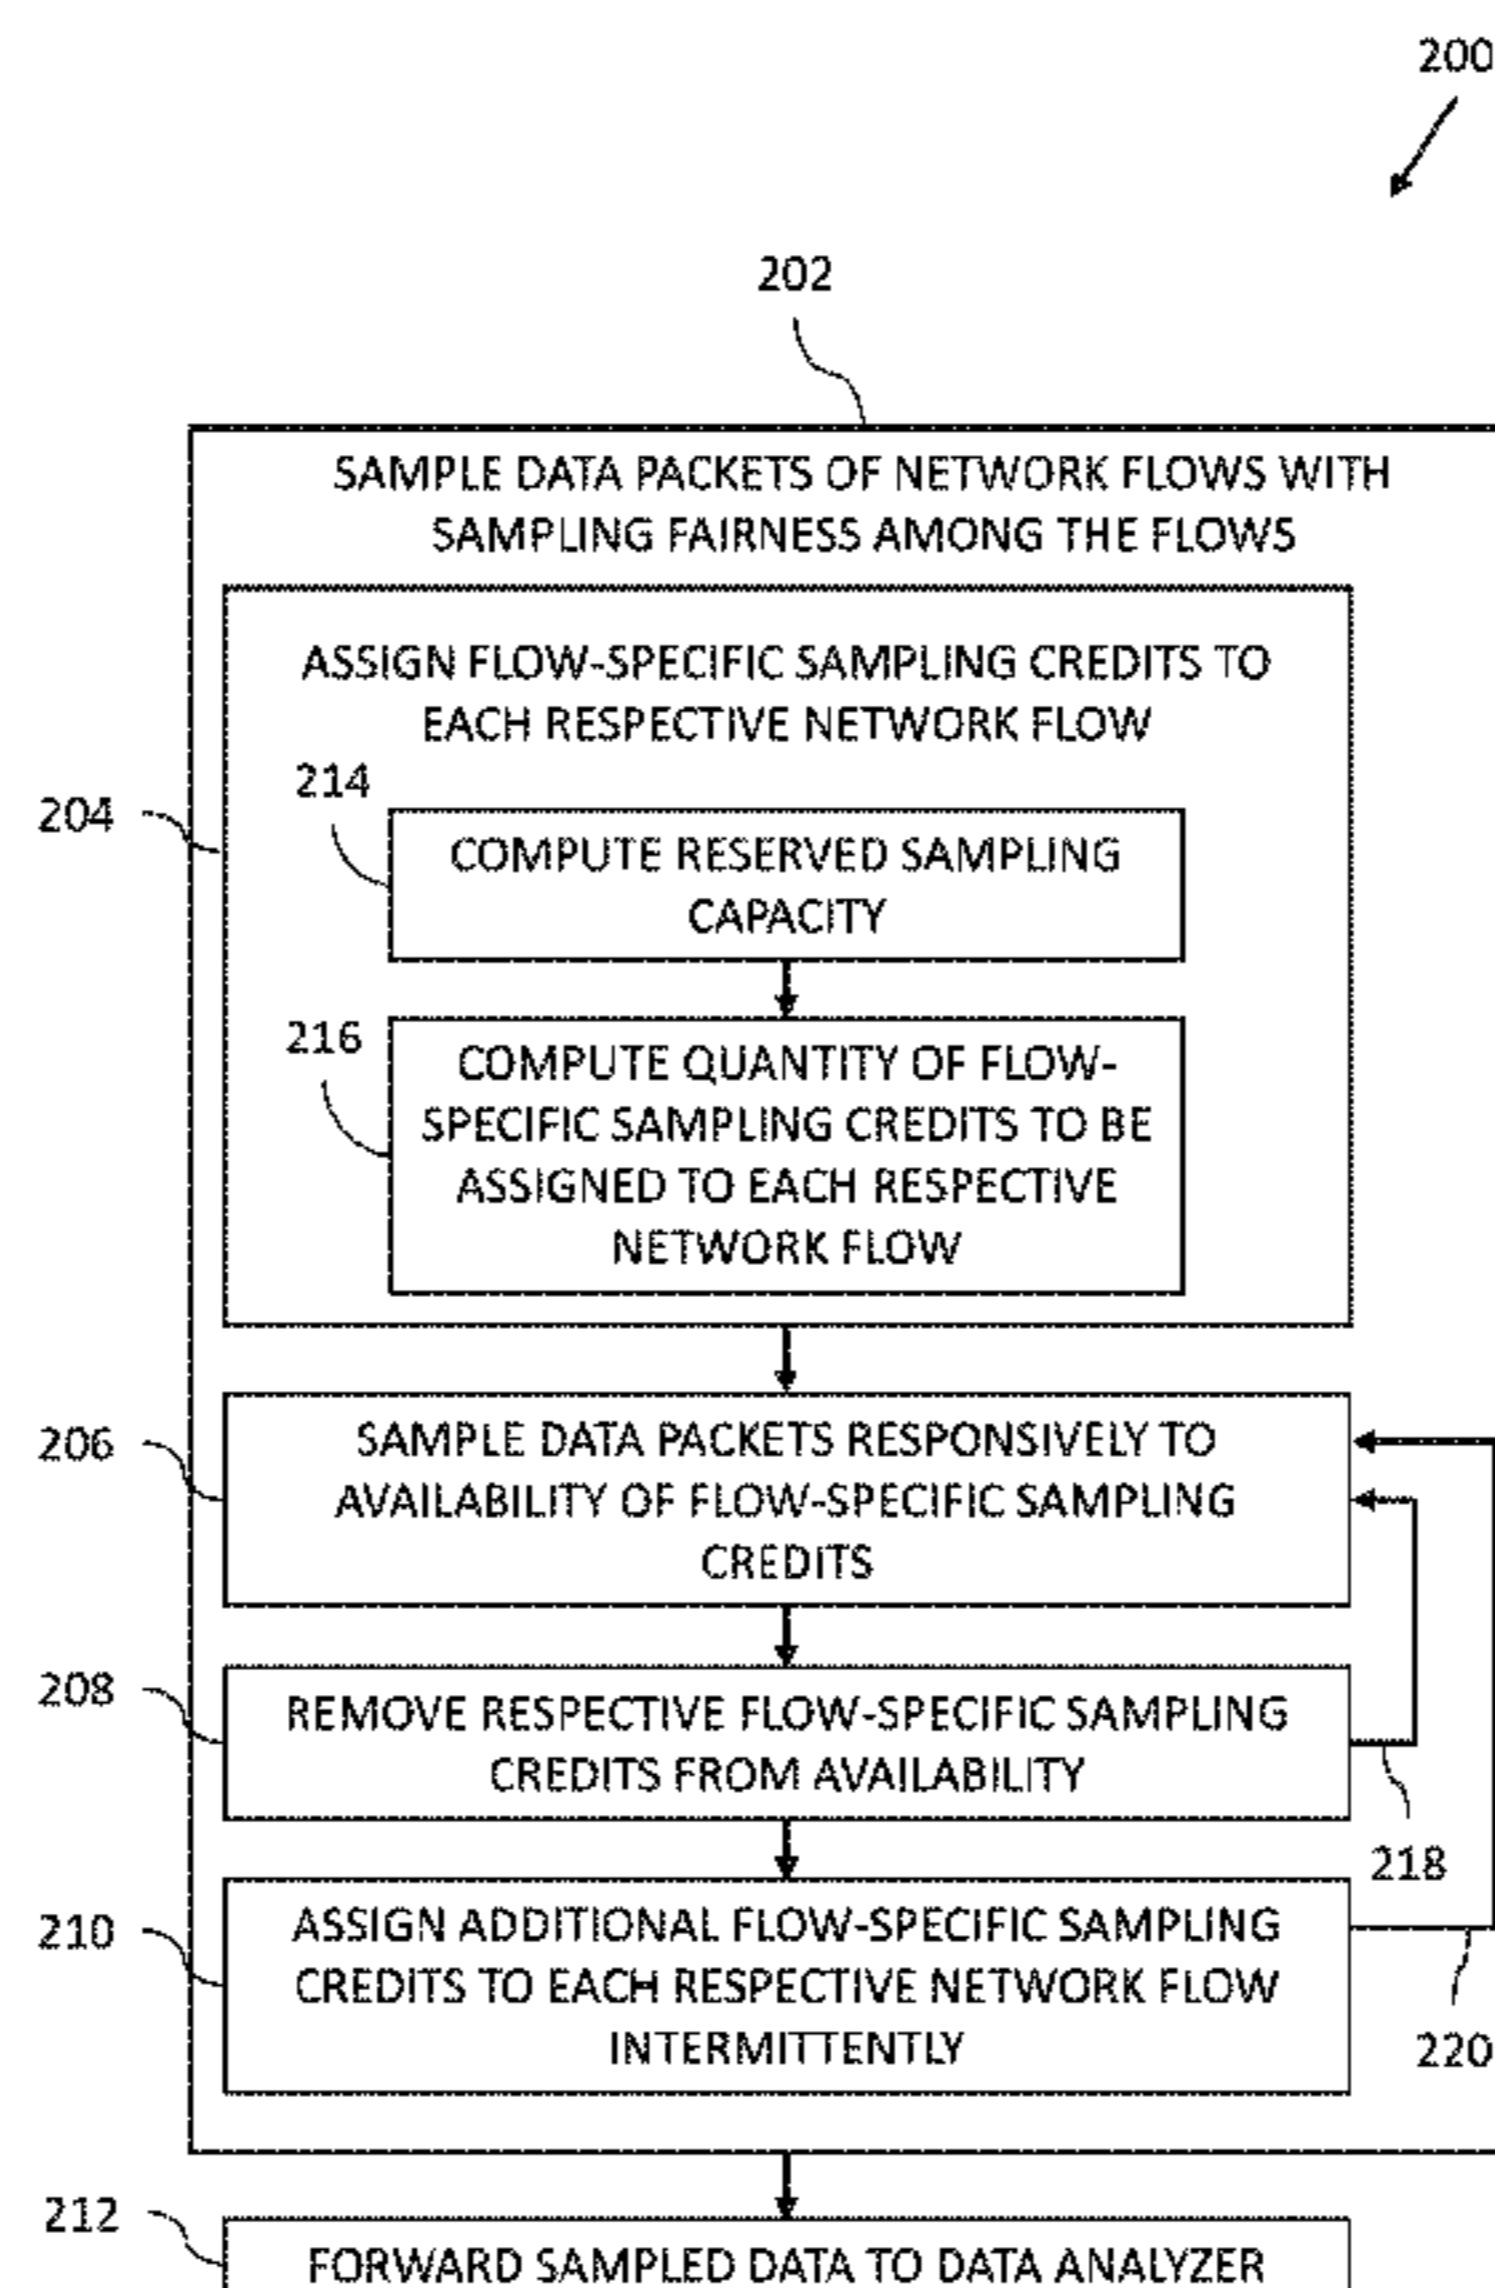 200
202
SAMPLE DATA PACKETS OF NETWORK FLOWS WITH
SAMPLING FAIRNESS AMONG THE FLOWS
ASSIGN FLOW-SPECIFIC SAMPLING CREDITS TO
EACH RESPECTIVE NETWORK FLOW
214
204
COMPUTE RESERVED SAMPLING
CAPACITY
216
COMPUTE QUANTITY OF FLOW-
SPECIFIC SAMPLING CREDITS TO BE
ASSIGNED TO EACH RESPECTIVE
NETWORK FLOW
206
SAMPLE DATA PACKETS RESPONSIVELY TO
AVAILABILITY OF FLOW-SPECIFIC SAMPLING
CREDITS
208
REMOVE RESPECTIVE FLOW-SPECIFIC SAMPLING
CREDITS FROM AVAILABILITY
218
210
ASSIGN ADDITIONAL FLOW-SPECIFIC SAMPLING
CREDITS TO EACH RESPECTIVE NETWORK FLOW
INTERMITTENTLY
220
212
FORWARD SAMPLED DATA TO DATA ANALYZER